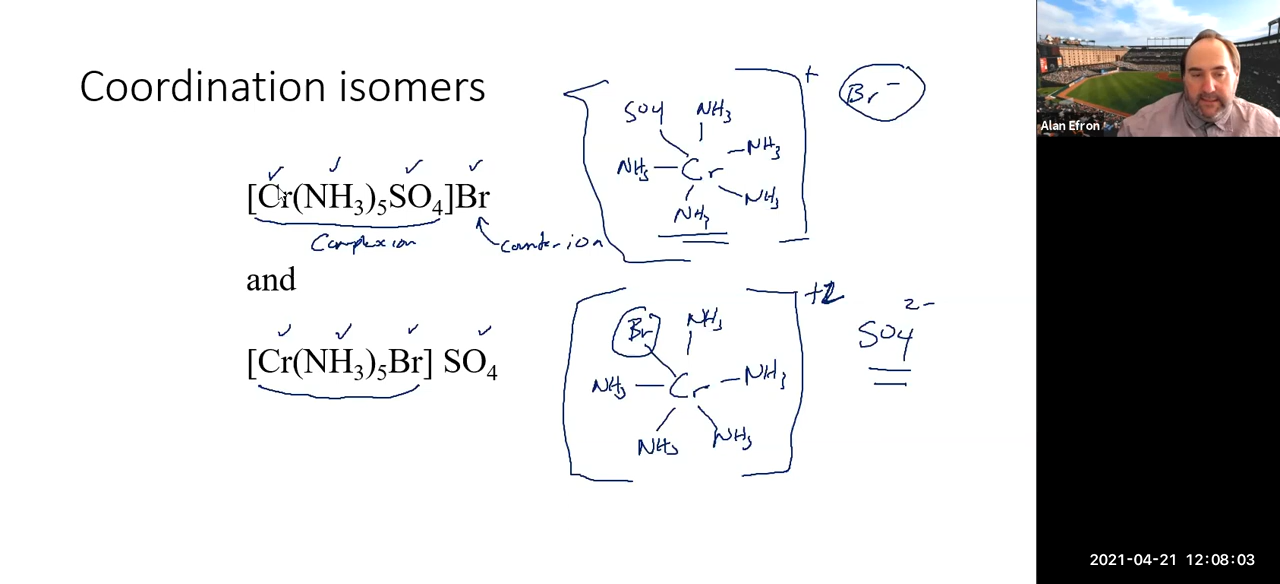 Coordination isomers
[Cr(NH₃)₅SO₄]Br
Complex ion
counter-ion
and
[Cr(NH₃)₅Br] SO₄
SO4 NH3
NH3 Cr NH3
NH3 NH3
+
Br⁻
Br NH3
NH3 Cr NH3
NH3 NH3
+2
SO4²⁻
Alan Efron
2021-04-21 12:08:03